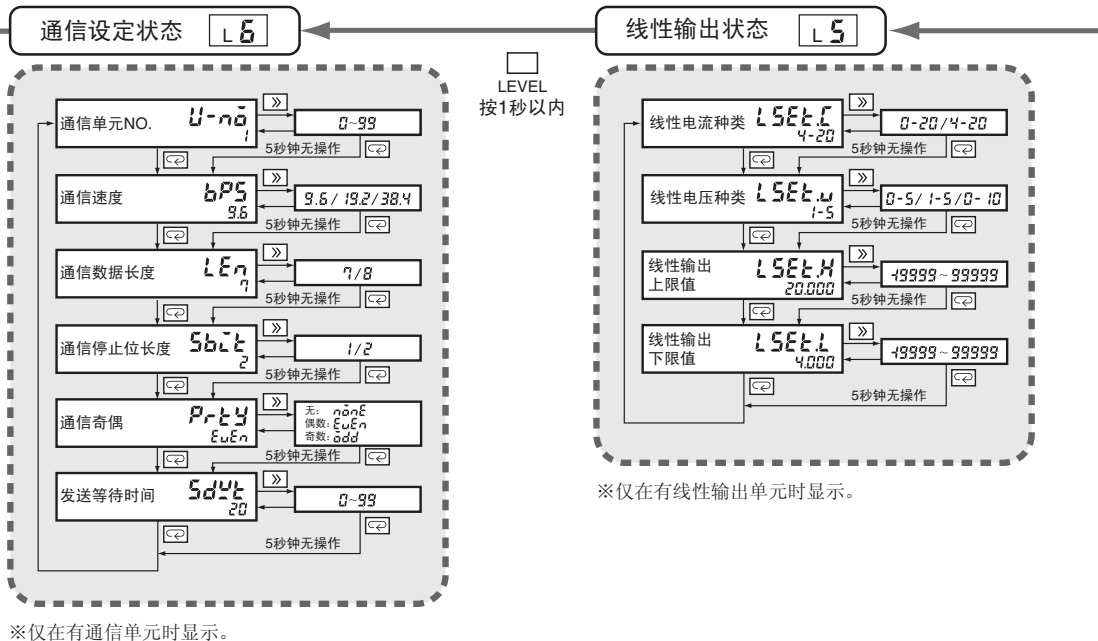 通信设定状态 L 6
线性输出状态 L 5
LEVEL
按1秒以内
通信单元NO. U-no
1
0~99
5秒钟无操作
通信速度 bPS
9.6
9.6/19.2/38.4
5秒钟无操作
通信数据长度 LEn
7
7/8
5秒钟无操作
通信停止位长度 Sbit
2
1/2
5秒钟无操作
通信奇偶 PrtY
EvEn
无: nonE
偶数: EvEn
奇数: odd
5秒钟无操作
发送等待时间 SdWt
20
0~99
5秒钟无操作
※仅在有通信单元时显示。
线性电流种类 LSEt.C
4-20
0-20/4-20
5秒钟无操作
线性电压种类 LSEt.v
1-5
0-5/1-5/0-10
5秒钟无操作
线性输出
上限值
LSEt.H
20.000
-19999~99999
5秒钟无操作
线性输出
下限值
LSEt.L
4.000
-19999~99999
5秒钟无操作
※仅在有线性输出单元时显示。